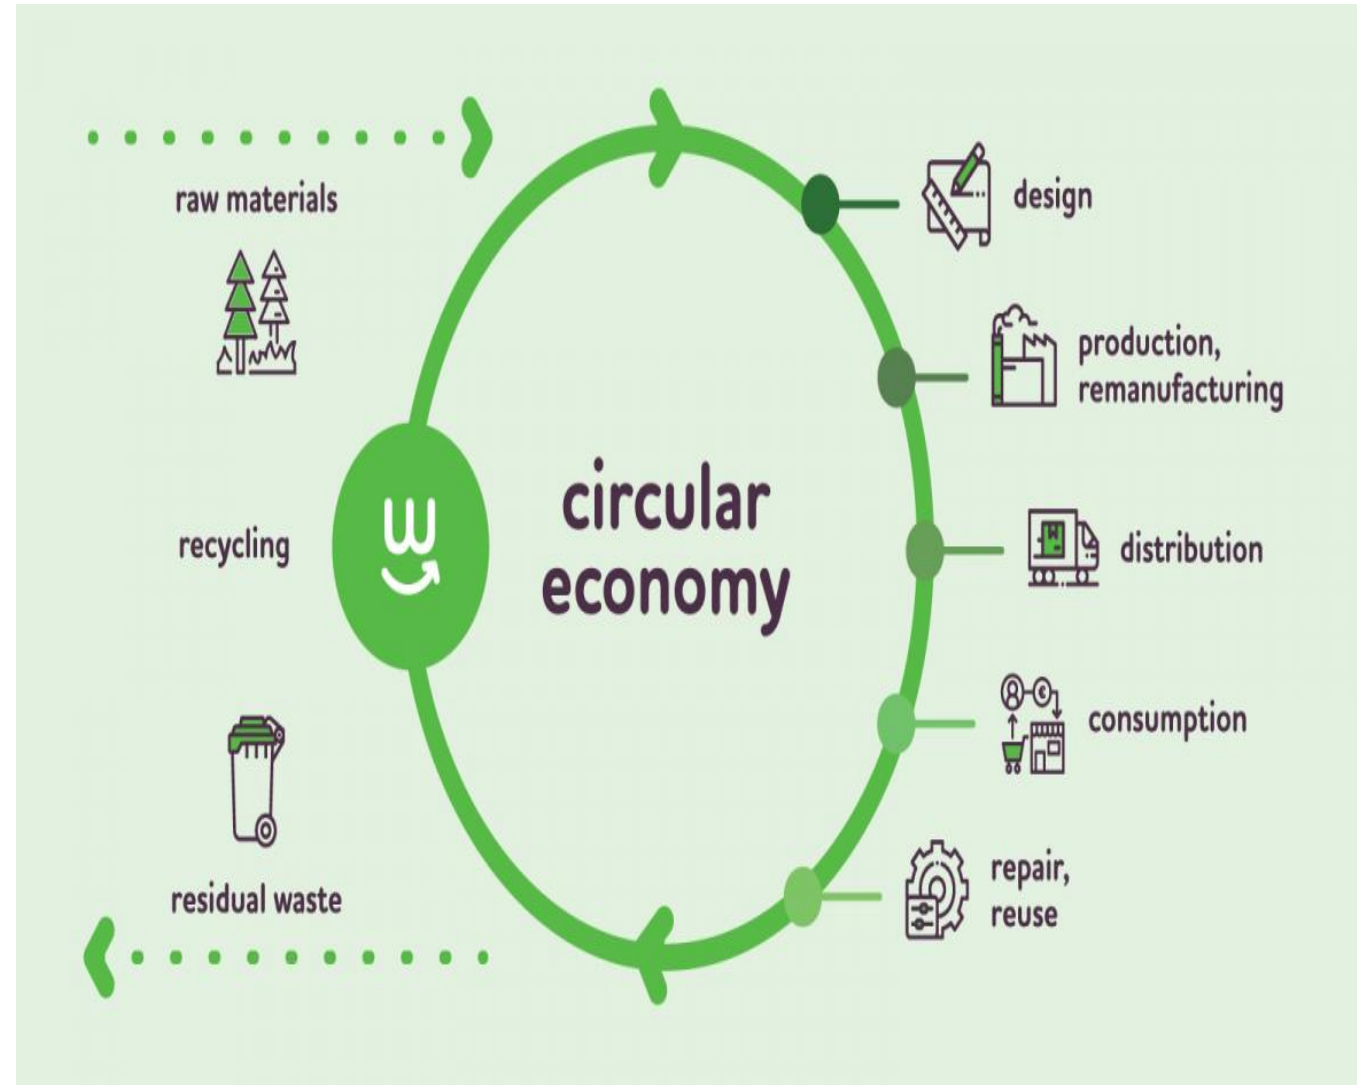 raw materials
recycling
residual waste
w
circular
economy
design
production,
remanufacturing
distribution
consumption
repair,
reuse